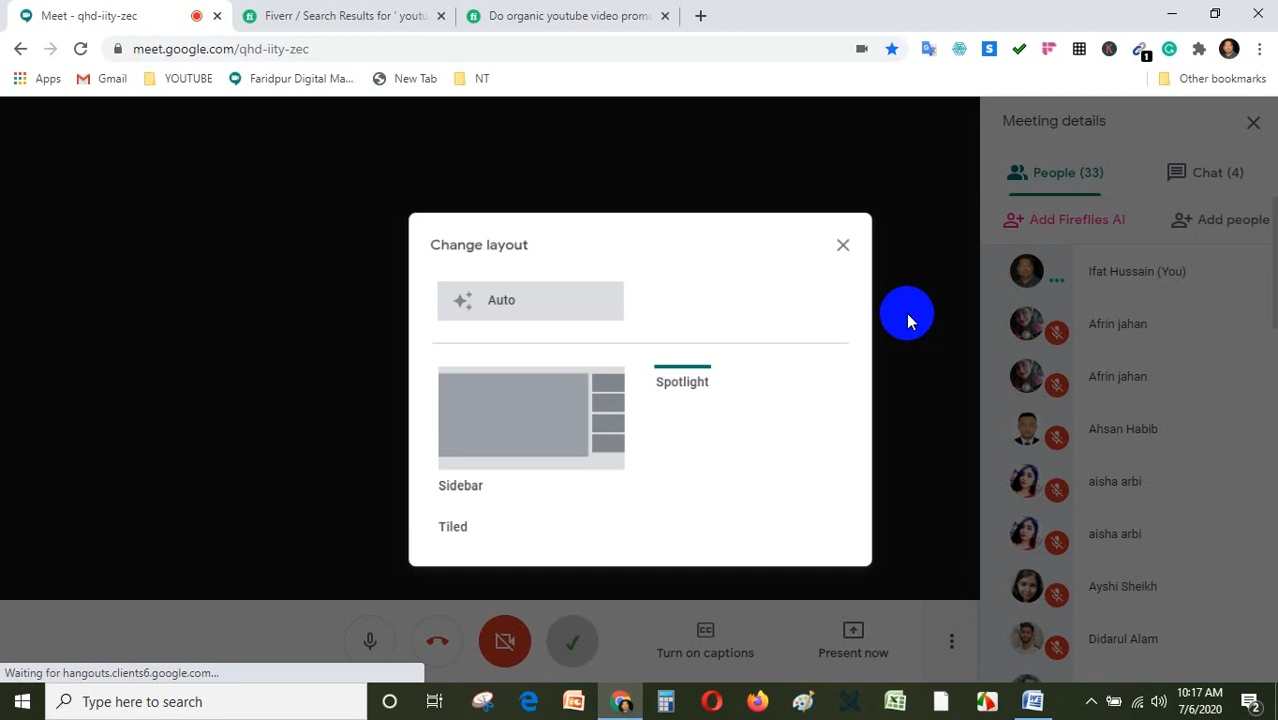 Meet - qhd-iity-zec
Fiverr / Search Results for ' youtu
Do organic youtube video promo
meet.google.com/qhd-iity-zec
1
Apps
Gmail
YOUTUBE
Faridpur Digital Ma...
New Tab
NT
Other bookmarks
Meeting details
People (33)
Chat (4)
Add Fireflies AI
Add people
Change layout
Auto
Spotlight
Sidebar
Tiled
Ifat Hussain (You)
Afrin jahan
Afrin jahan
Ahsan Habib
aisha arbi
aisha arbi
Ayshi Sheikh
Didarul Alam
Turn on captions
Present now
Waiting for hangouts.clients6.google.com...
Type here to search
10:17 AM
7/6/2020
2